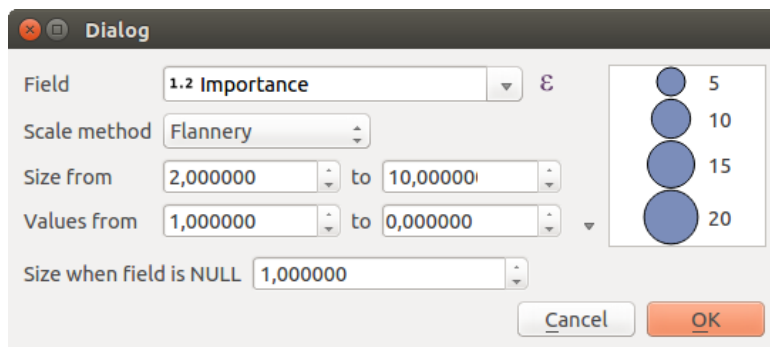 Dialog
Field 1.2 Importance ε
Scale method Flannery
Size from 2,000000 to 10,00000
Values from 1,000000 to 0,000000
Size when field is NULL 1,000000
5
10
15
20
Cancel OK